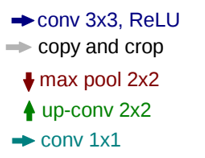 conv 3x3, ReLU
copy and crop
max pool 2x2
up-conv 2x2
conv 1x1